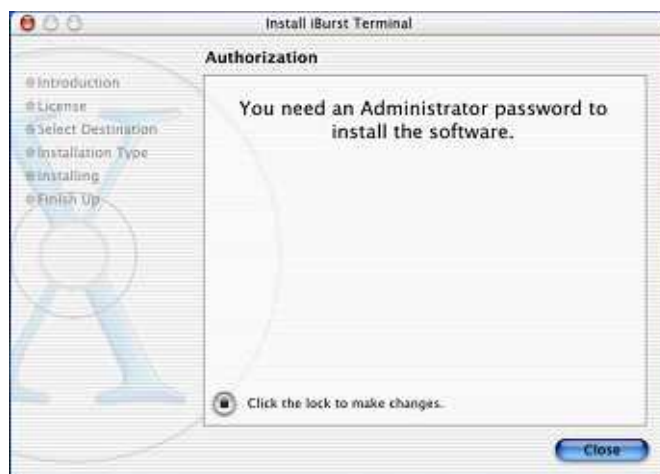 Install iBurst Terminal
Authorization
Introduction
License
Select Destination
Installation Type
Installing
Finish Up
You need an Administrator password to
install the software.
Click the lock to make changes.
Close